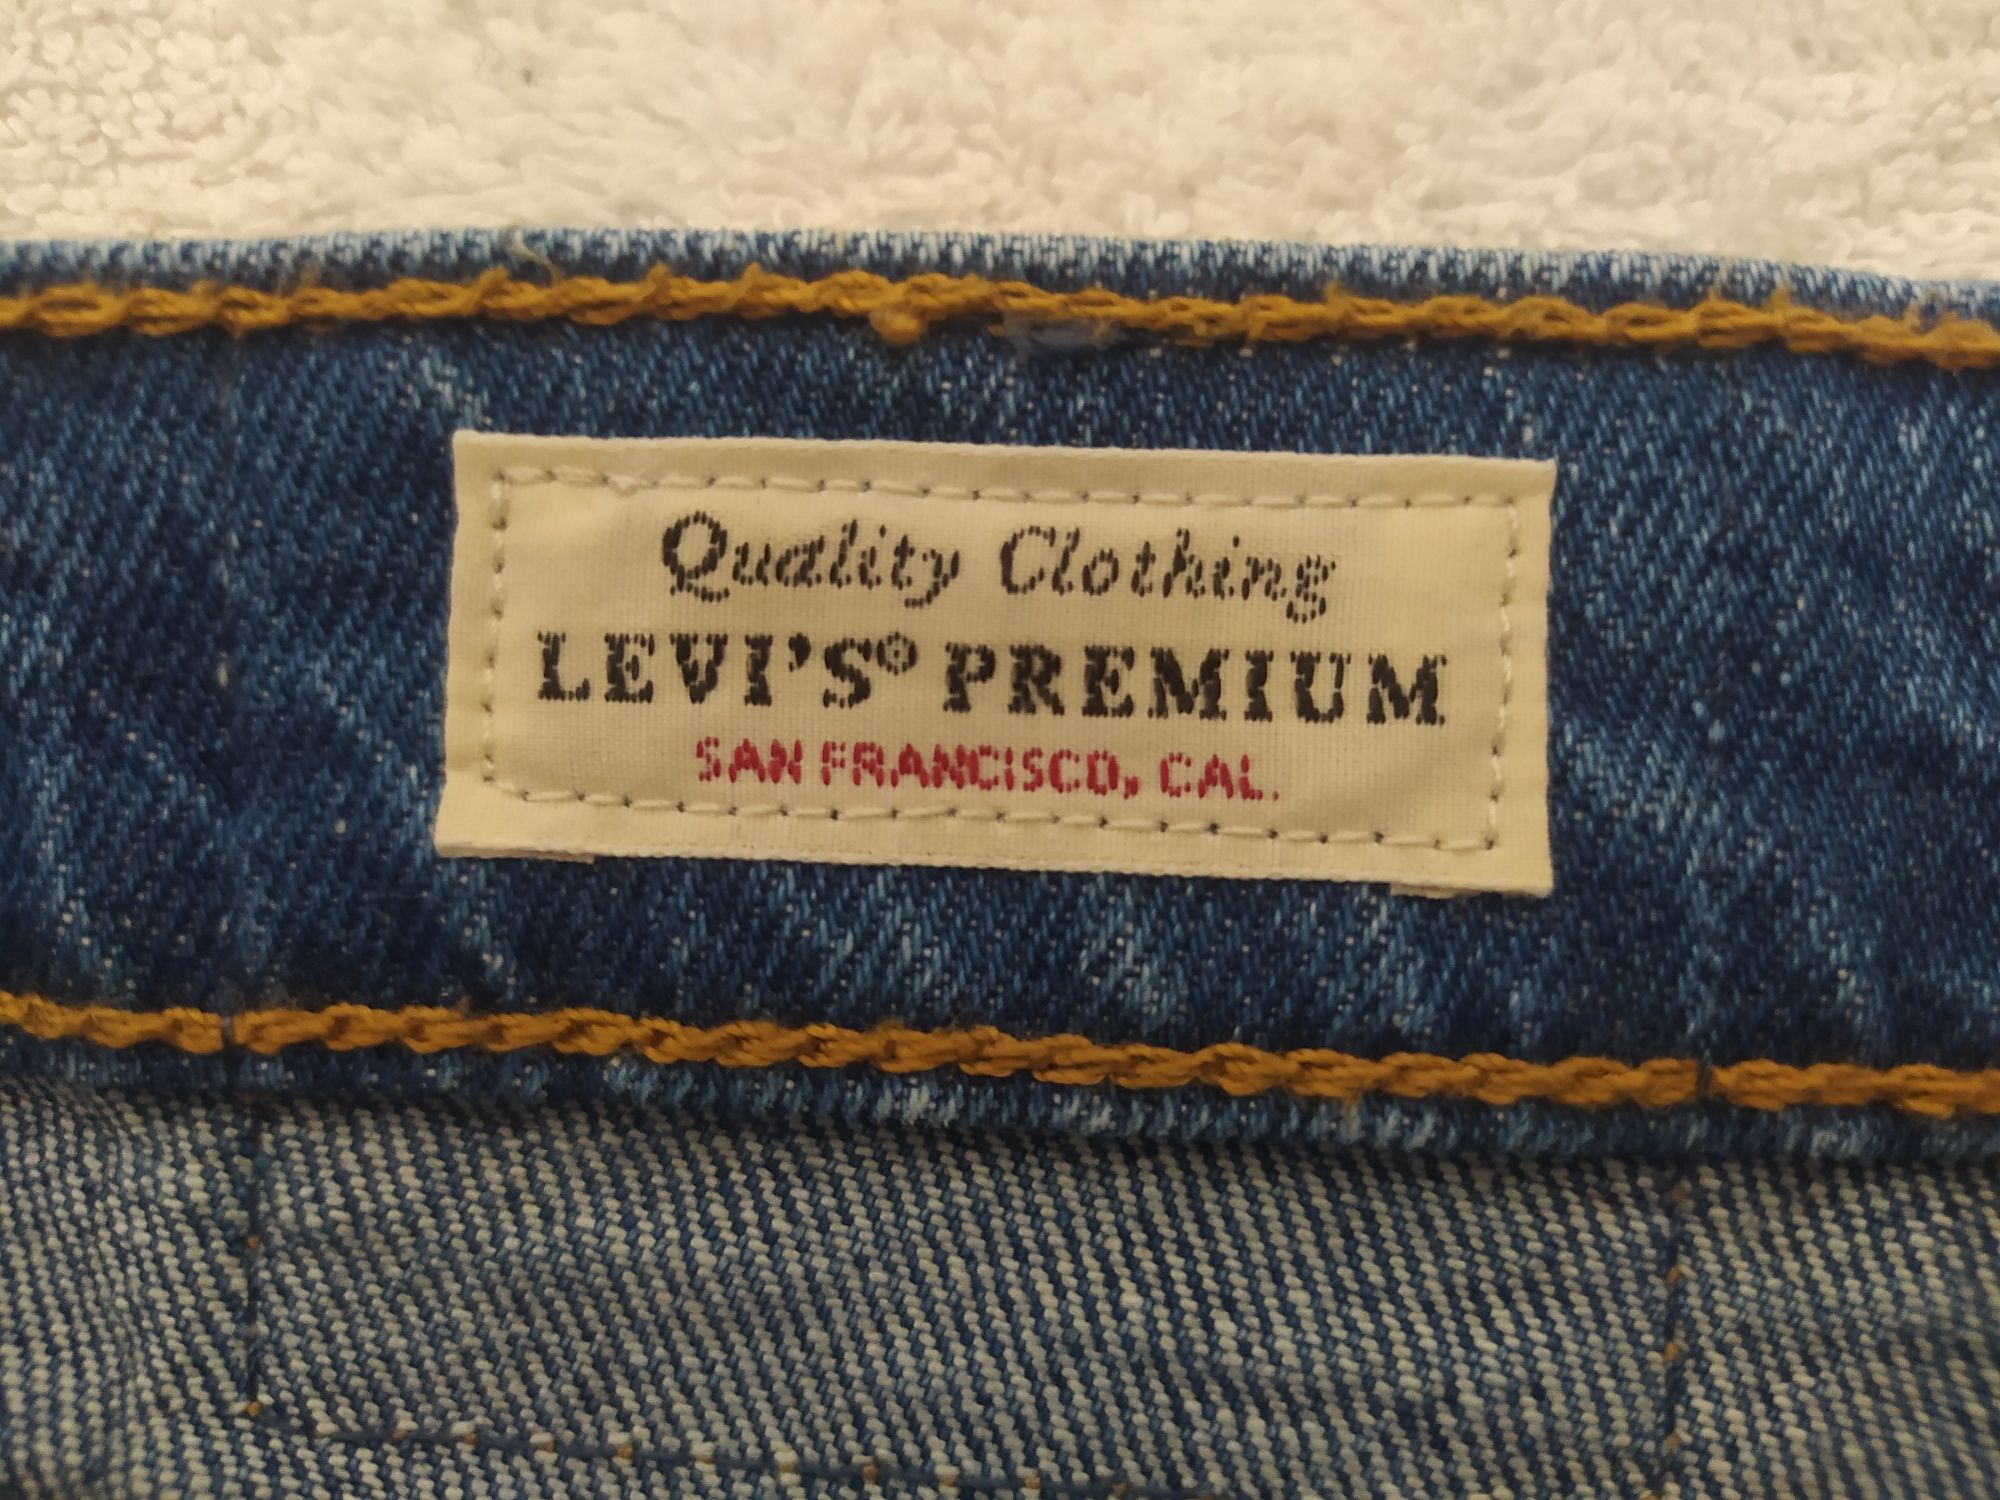 Quality Clothing
LEVI'S® PREMIUM
SAN FRANCISCO, CAL.